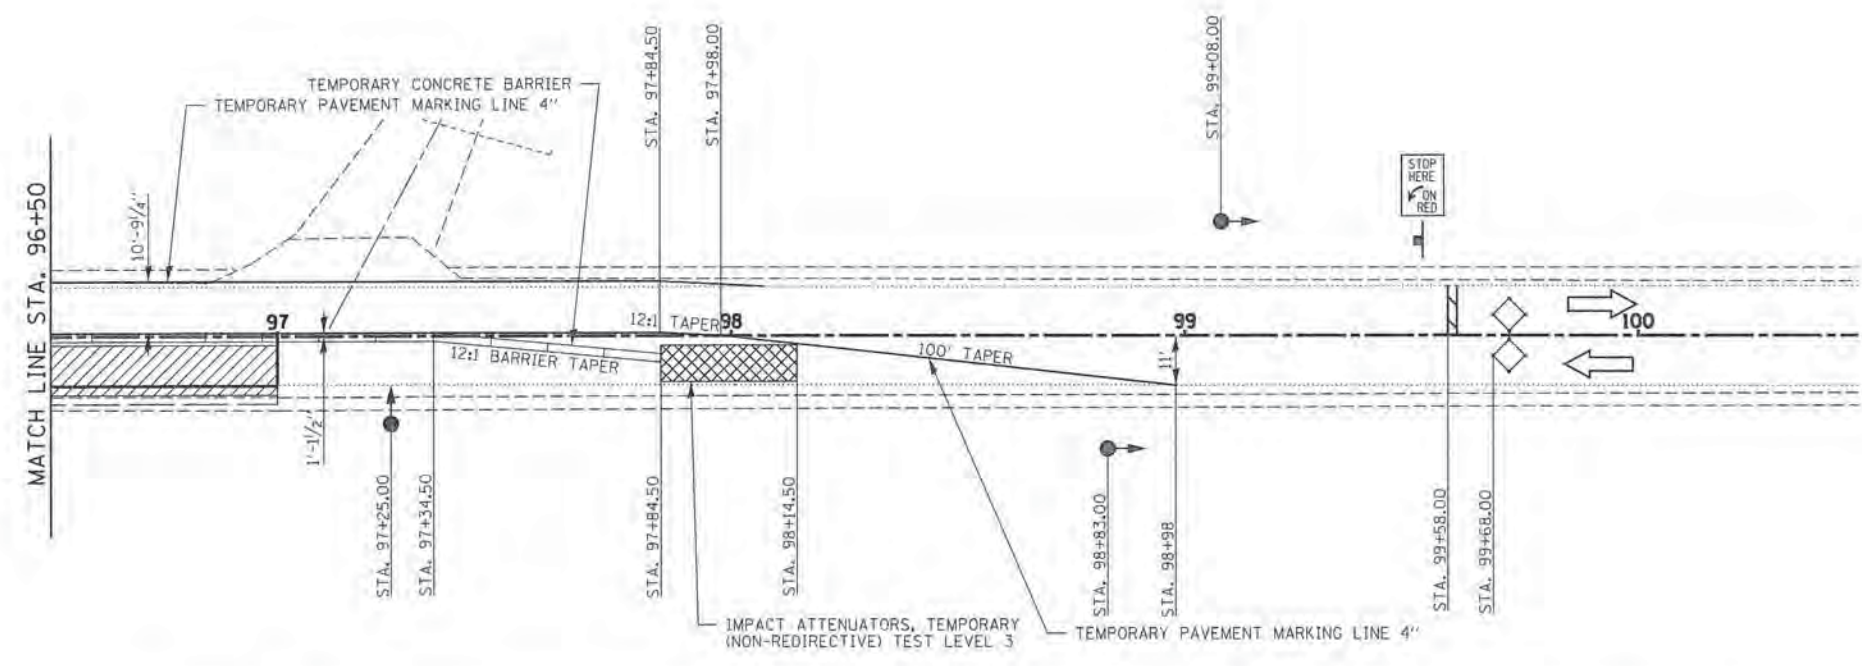 STA. 97+84.50
STA. 97+98.00
STA. 99+08.00
TEMPORARY CONCRETE BARRIER
TEMPORARY PAVEMENT MARKING LINE 4"
STOP
HERE
ON
RED
MATCH LINE STA. 96+50
10'-9¼"
97
12:1 TAPER
98
99
100
12:1 BARRIER TAPER
100' TAPER
11'
1'-1½"
STA. 97+25.00
STA. 97+34.50
STA. 97+84.50
STA. 98+14.50
STA. 98+83.00
STA. 98+98
STA. 99+58.00
STA. 99+68.00
IMPACT ATTENUATORS, TEMPORARY
(NON-REDIRECTIVE) TEST LEVEL 3
TEMPORARY PAVEMENT MARKING LINE 4"